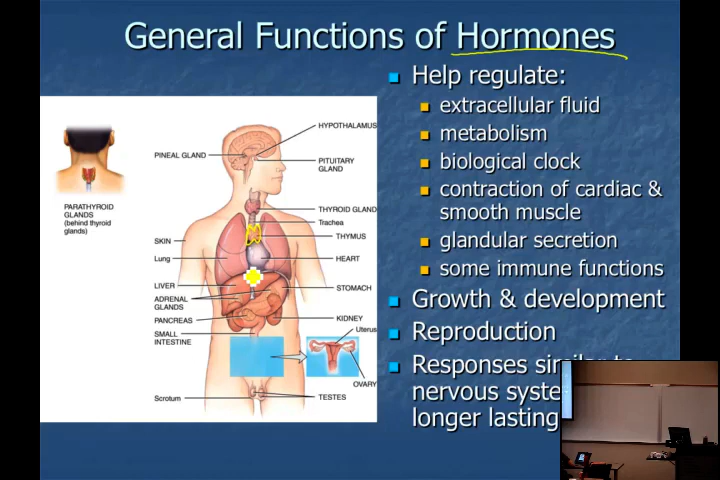 General Functions of Hormones
Help regulate:
extracellular fluid
metabolism
biological clock
contraction of cardiac &
smooth muscle
glandular secretion
some immune functions
Growth & development
Reproduction
Responses similar to
nervous
longer lasting
HYPOTHALAMUS
PINEAL GLAND
PITUITARY
GLAND
PARATHYROID
GLANDS
(behind thyroid
glands)
THYROID GLAND
Trachea
THYMUS
SKIN
Lung
HEART
LIVER
STOMACH
ADRENAL
GLANDS
PANCREAS
KIDNEY
SMALL
INTESTINE
Uterus
OVARY
Scrotum
TESTES